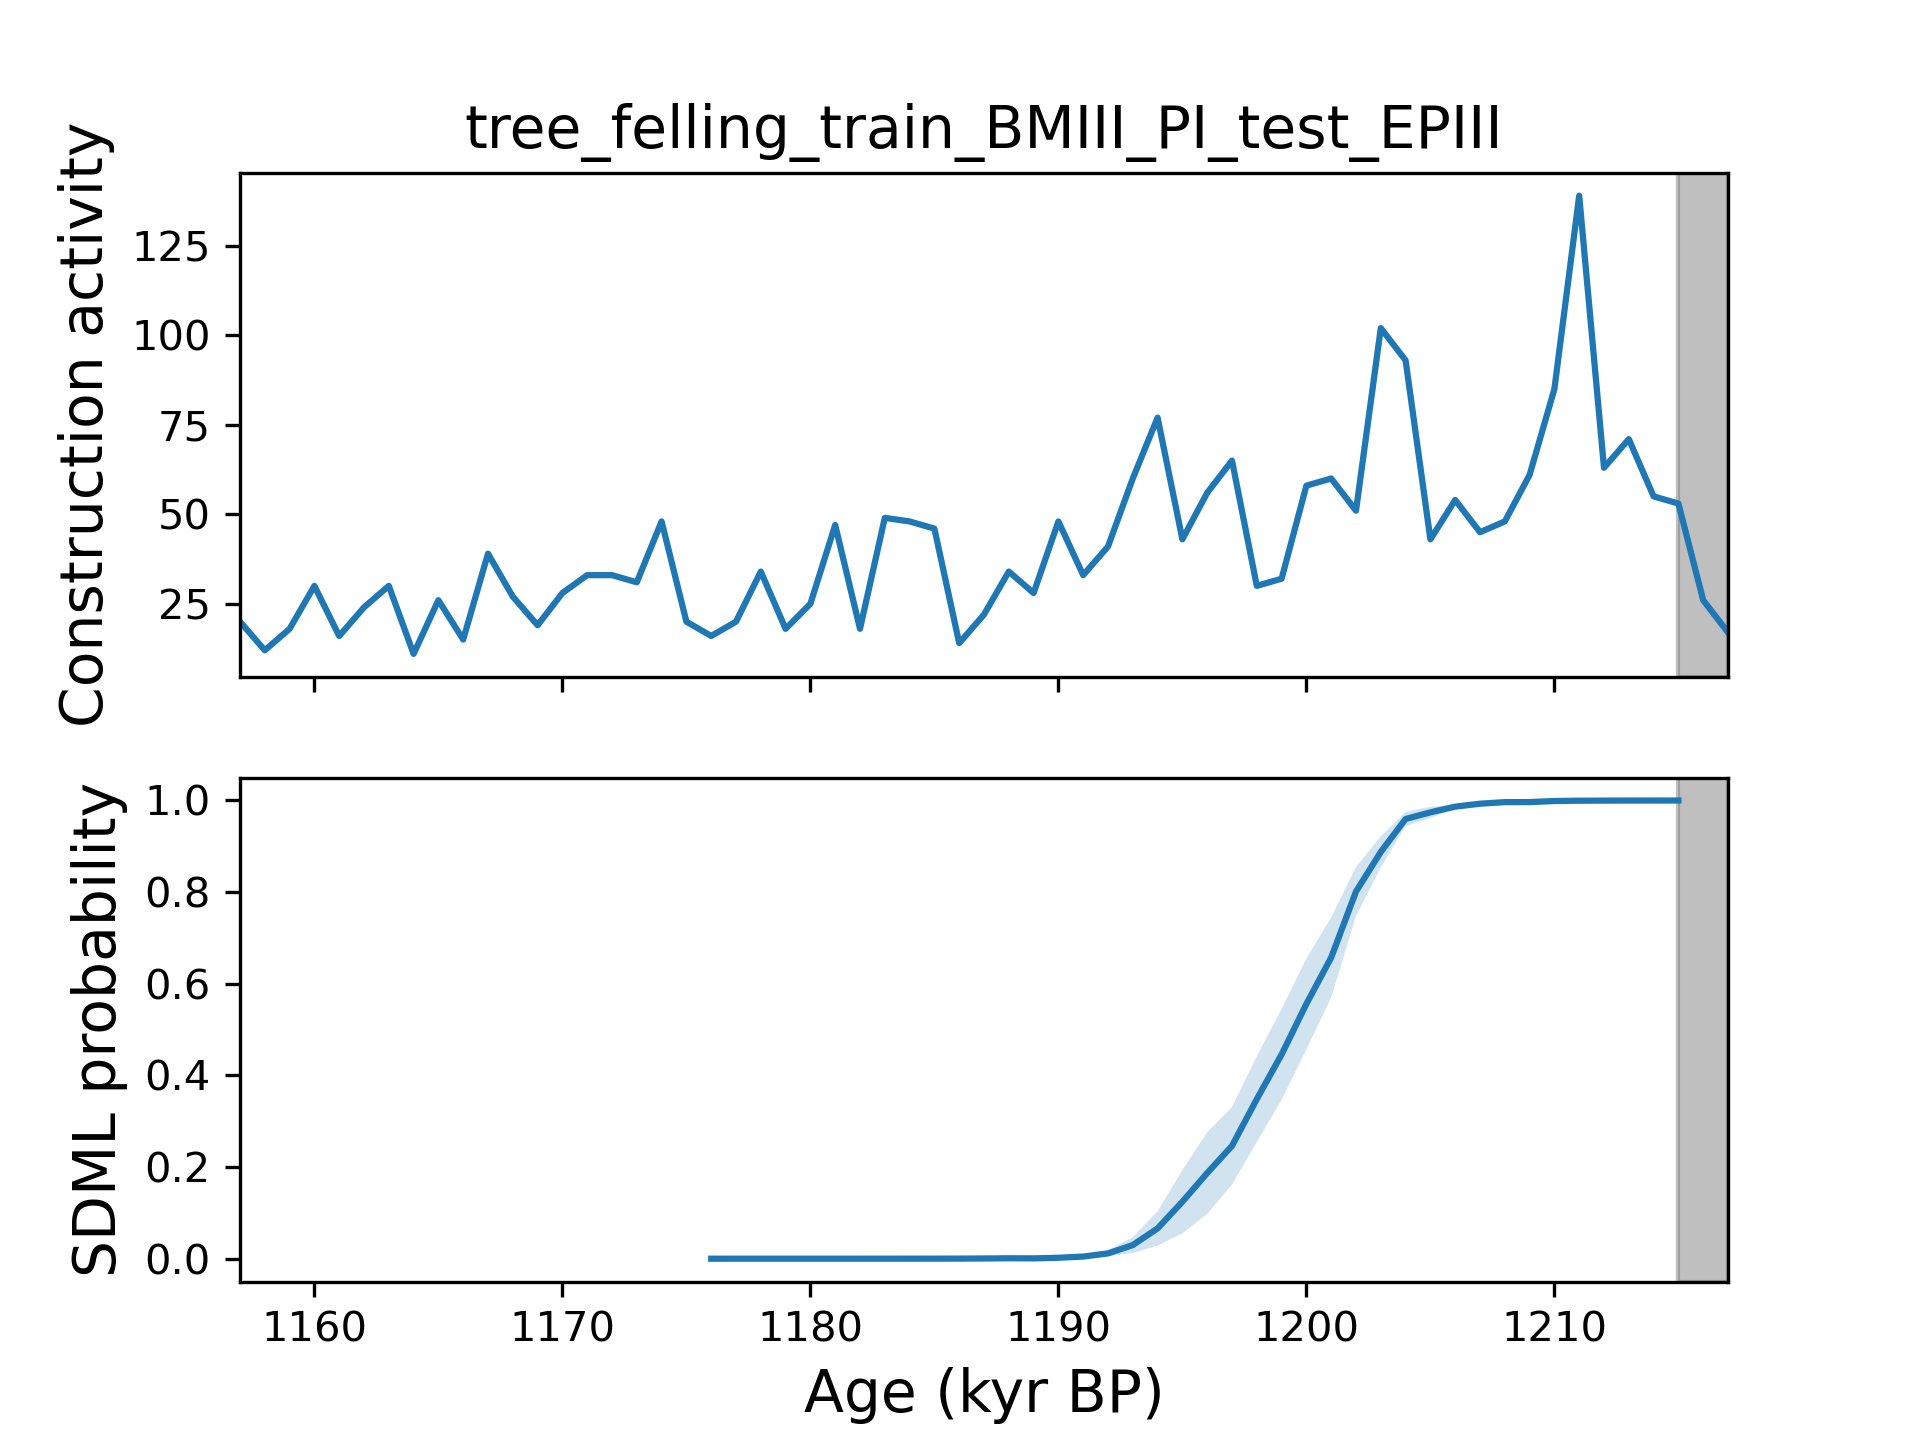 tree_felling_train_BMIII_PI_test_EPIII
Construction activity
125
100
75
50
25
SDML probability
1.0
0.8
0.6
0.4
0.2
0.0
1160 1170 1180 1190 1200 1210
Age (kyr BP)